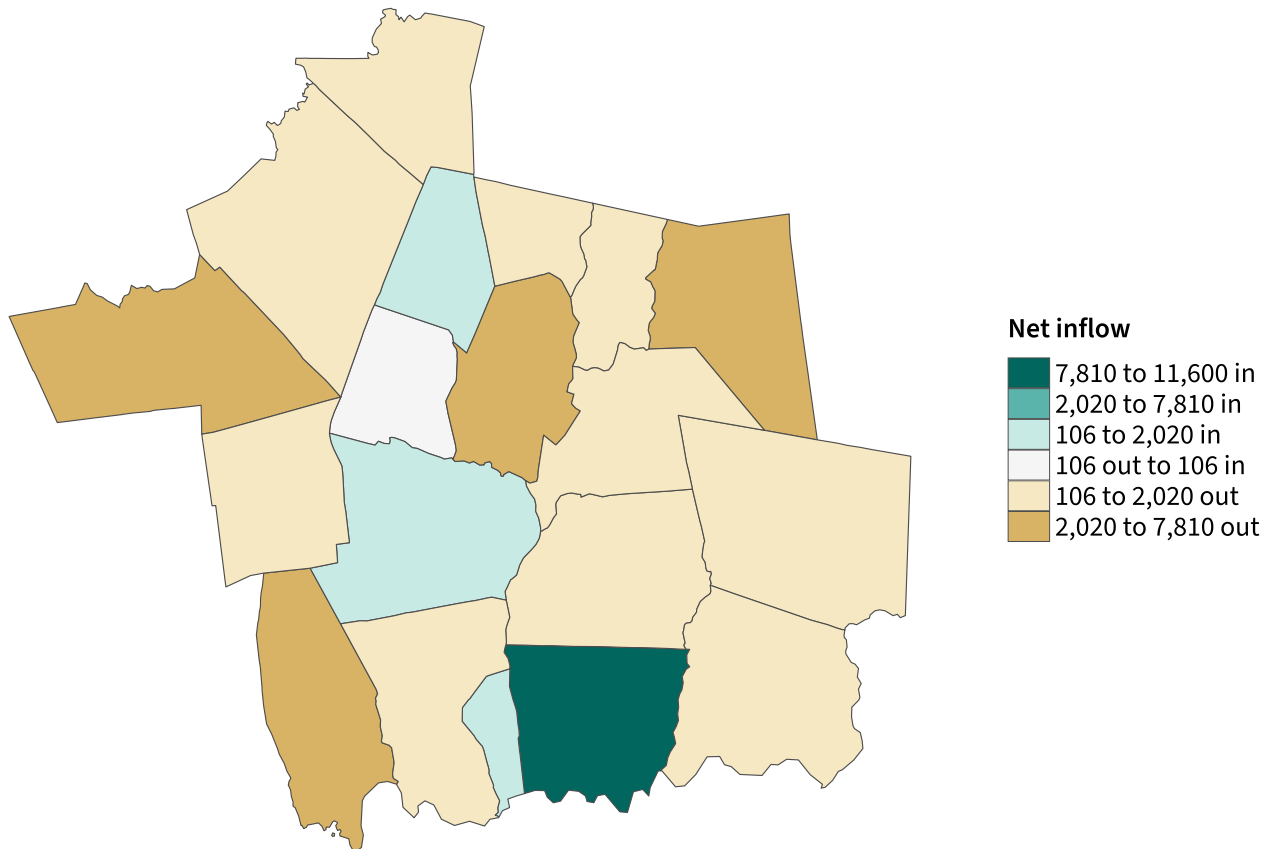 Net inflow
7,810 to 11,600 in
2,020 to 7,810 in
106 to 2,020 in
106 out to 106 in
106 to 2,020 out
2,020 to 7,810 out